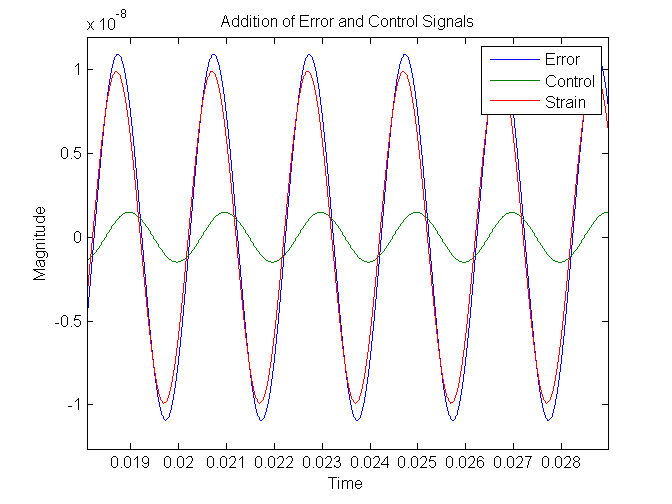 x 10^-8
Addition of Error and Control Signals
Error
Control
Strain
1
0.5
0
-0.5
-1
Magnitude
0.019 0.02 0.021 0.022 0.023 0.024 0.025 0.026 0.027 0.028
Time